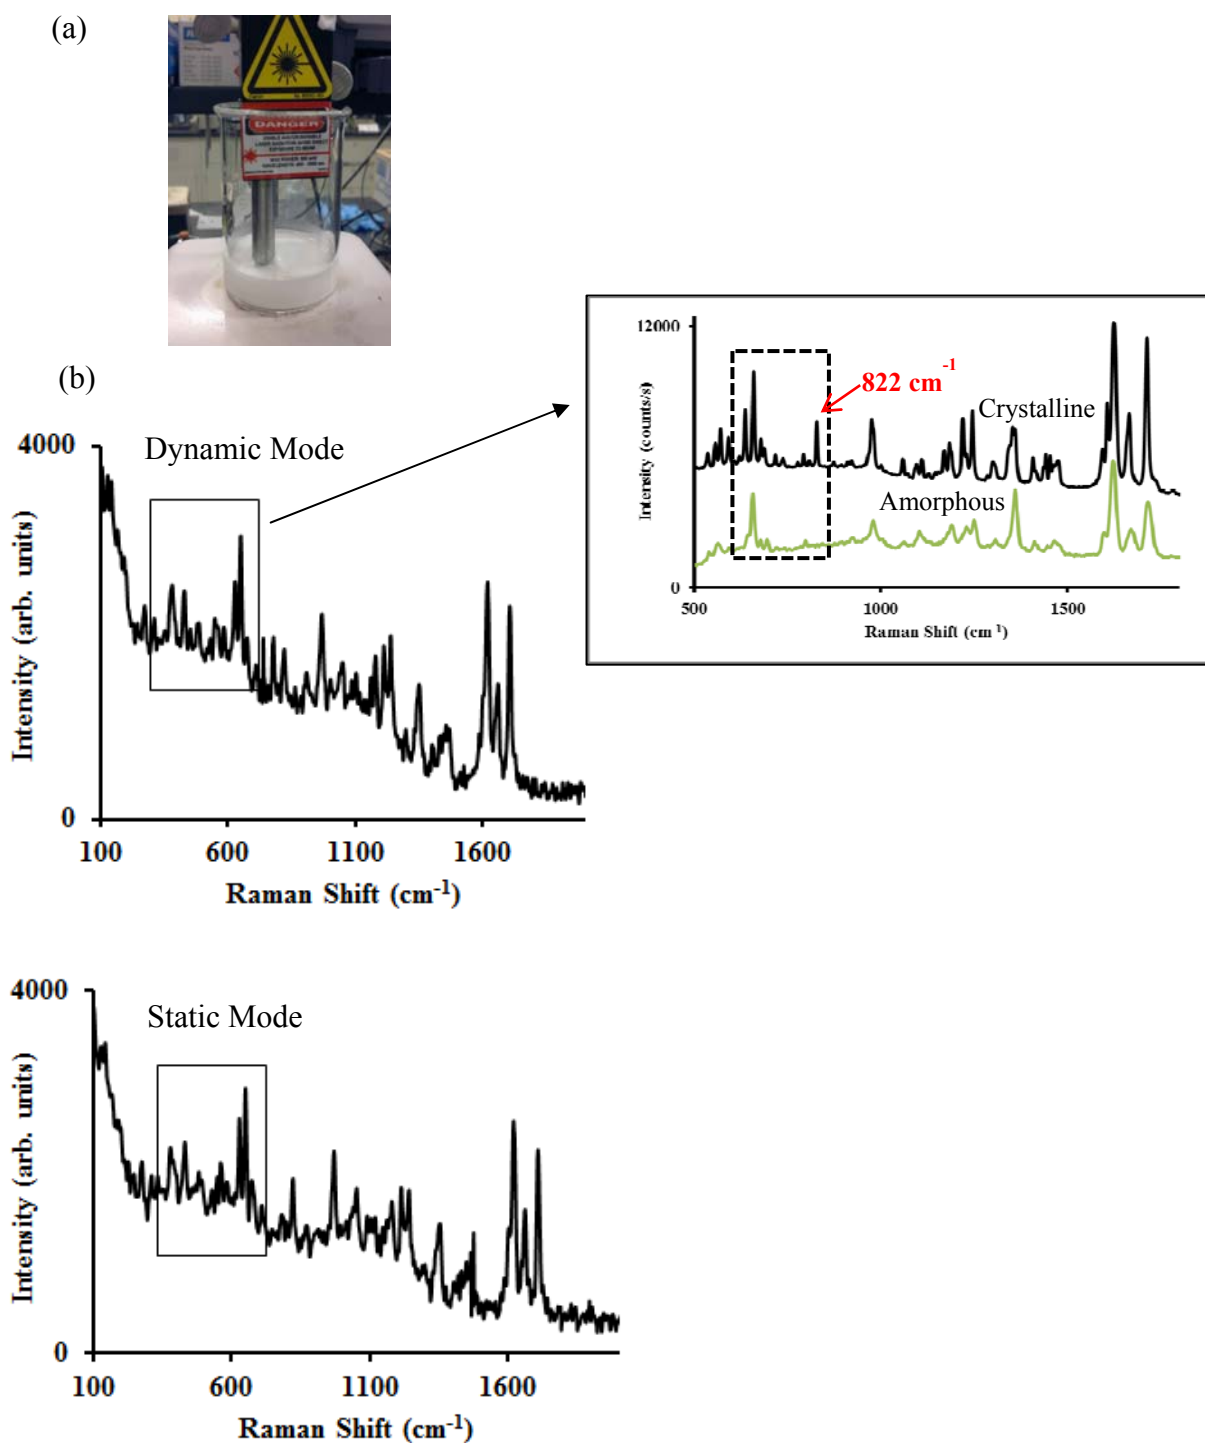 (a)
DANGER
(b)
4000
Dynamic Mode
Intensity (arb. units)
0
100 600 1100 1600
Raman Shift (cm-1)
12000
822 cm-1
Crystalline
Amorphous
Intensity (counts/s)
0
500 1000 1500
Raman Shift (cm-1)
4000
Static Mode
Intensity (arb. units)
0
100 600 1100 1600
Raman Shift (cm-1)